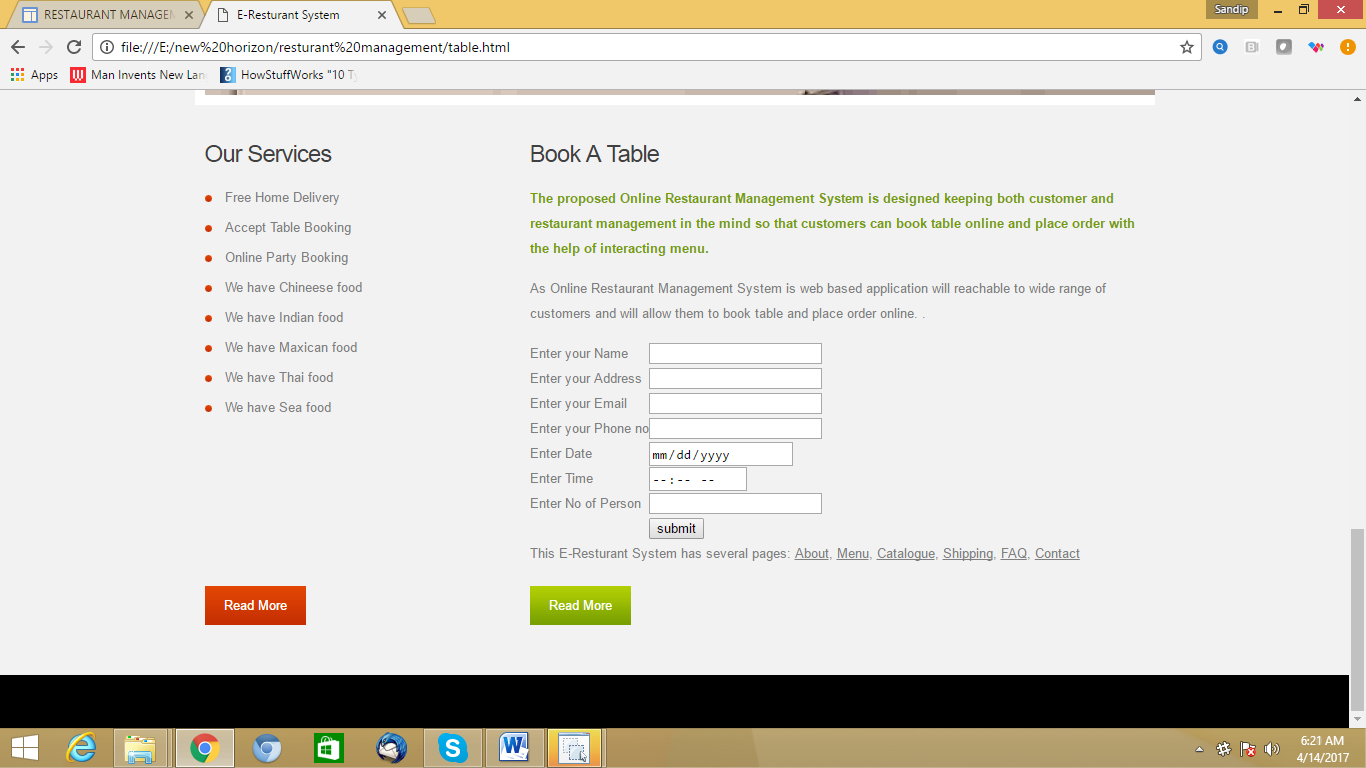 RESTAURANT MANAGEM
E-Resturant System
Sandip
file:///E:/new%20horizon/resturant%20management/table.html
Apps
Man Invents New Lan
HowStuffWorks "10 Ty
Our Services
Free Home Delivery
Accept Table Booking
Online Party Booking
We have Chineese food
We have Indian food
We have Maxican food
We have Thai food
We have Sea food
Read More
Book A Table
The proposed Online Restaurant Management System is designed keeping both customer and
restaurant management in the mind so that customers can book table online and place order with
the help of interacting menu.
As Online Restaurant Management System is web based application will reachable to wide range of
customers and will allow them to book table and place order online. .
Enter your Name
Enter your Address
Enter your Email
Enter your Phone no
Enter Date mm/dd/yyyy
Enter Time --:-- --
Enter No of Person
submit
This E-Resturant System has several pages: About, Menu, Catalogue, Shipping, FAQ, Contact
Read More
6:21 AM
4/14/2017